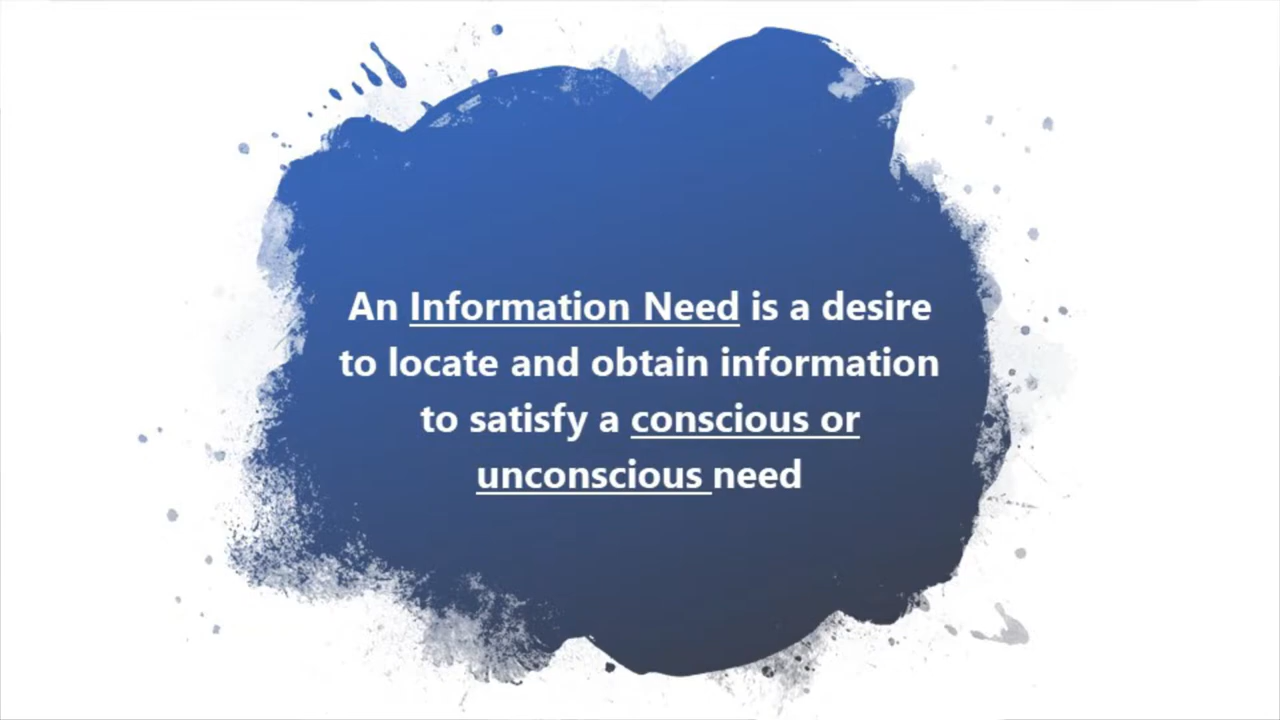 An Information Need is a desire
to locate and obtain information
to satisfy a conscious or
unconscious need